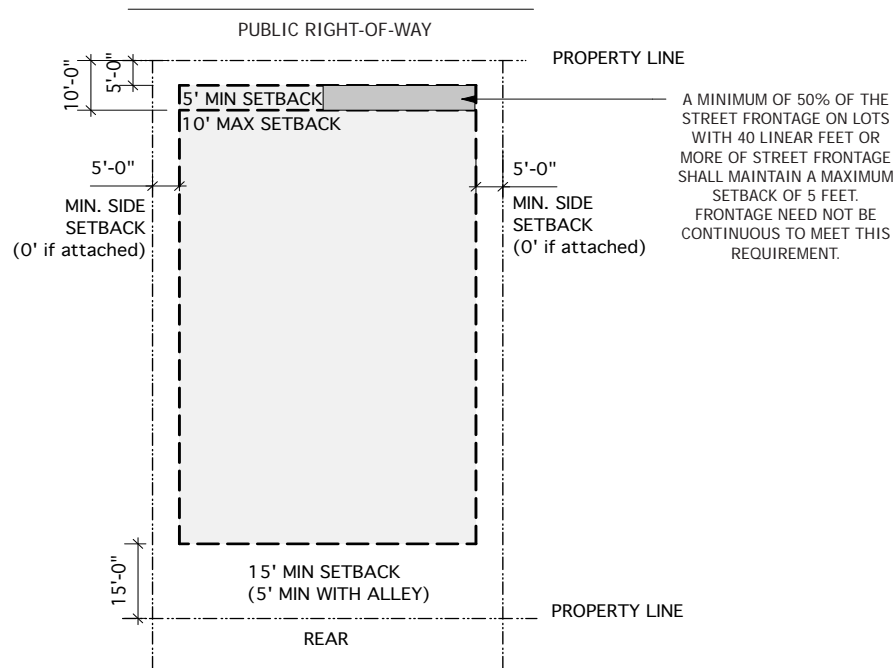 PUBLIC RIGHT-OF-WAY
PROPERTY LINE
10'-0"
5'-0"
5' MIN SETBACK
10' MAX SETBACK
A MINIMUM OF 50% OF THE
STREET FRONTAGE ON LOTS
WITH 40 LINEAR FEET OR
MORE OF STREET FRONTAGE
SHALL MAINTAIN A MAXIMUM
SETBACK OF 5 FEET.
FRONTAGE NEED NOT BE
CONTINUOUS TO MEET THIS
REQUIREMENT.
5'-0"
MIN. SIDE
SETBACK
(0' if attached)
5'-0"
MIN. SIDE
SETBACK
(0' if attached)
15'-0"
15' MIN SETBACK
(5' MIN WITH ALLEY)
PROPERTY LINE
REAR